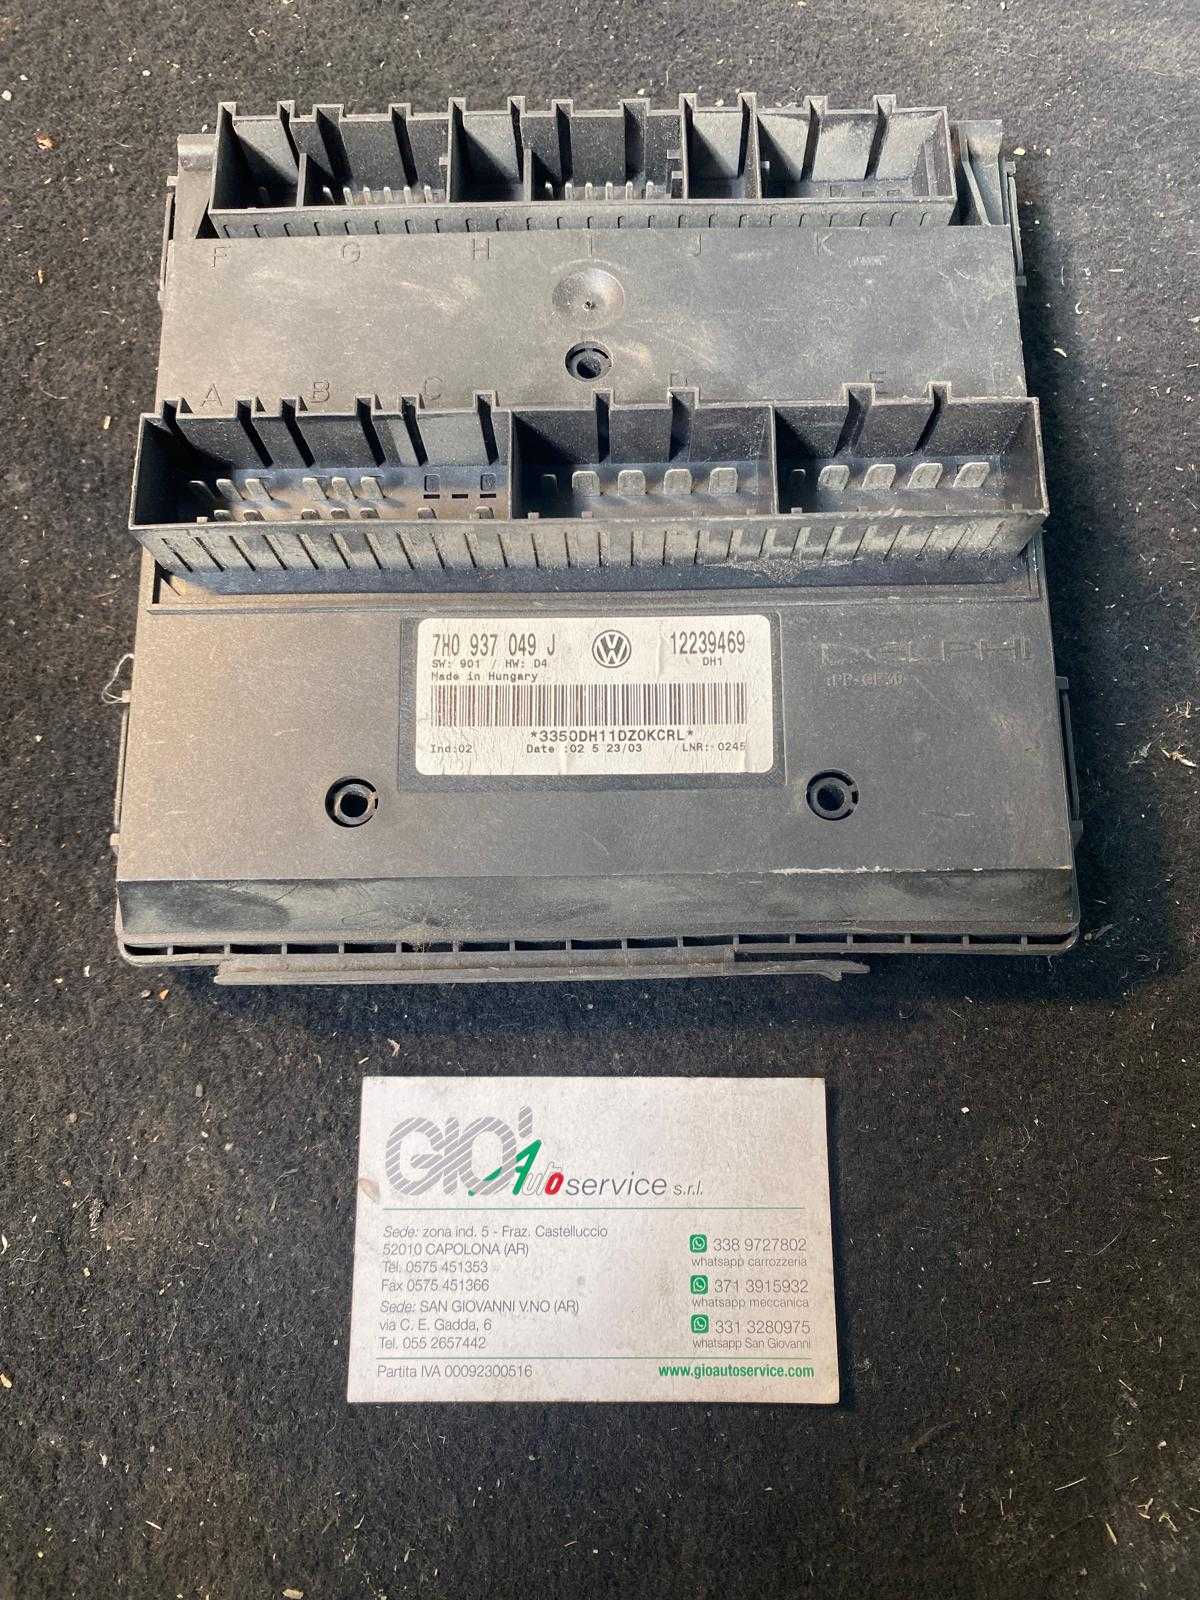 F G H I J K
A B C D E
7H0 937 049 J
12239469
SW: 901 / HW: D4
DH1
Made in Hungary
*3350DH11DZ0KCRL*
Ind:02 Date :02 5 23/03 LNR: 0245
DELPHI
GIO' Autoservice s.r.l.
Sede: zona ind. 5 - Fraz. Castelluccio
52010 CAPOLONA (AR)
Tel. 0575 451353
Fax 0575 451366
Sede: SAN GIOVANNI V.NO (AR)
via C. E. Gadda, 6
Tel. 055 2657442
338 9727802
whatsapp carrozzeria
371 3915932
whatsapp meccanica
331 3280975
whatsapp San Giovanni
Partita IVA 00092300516
www.gioautoservice.com